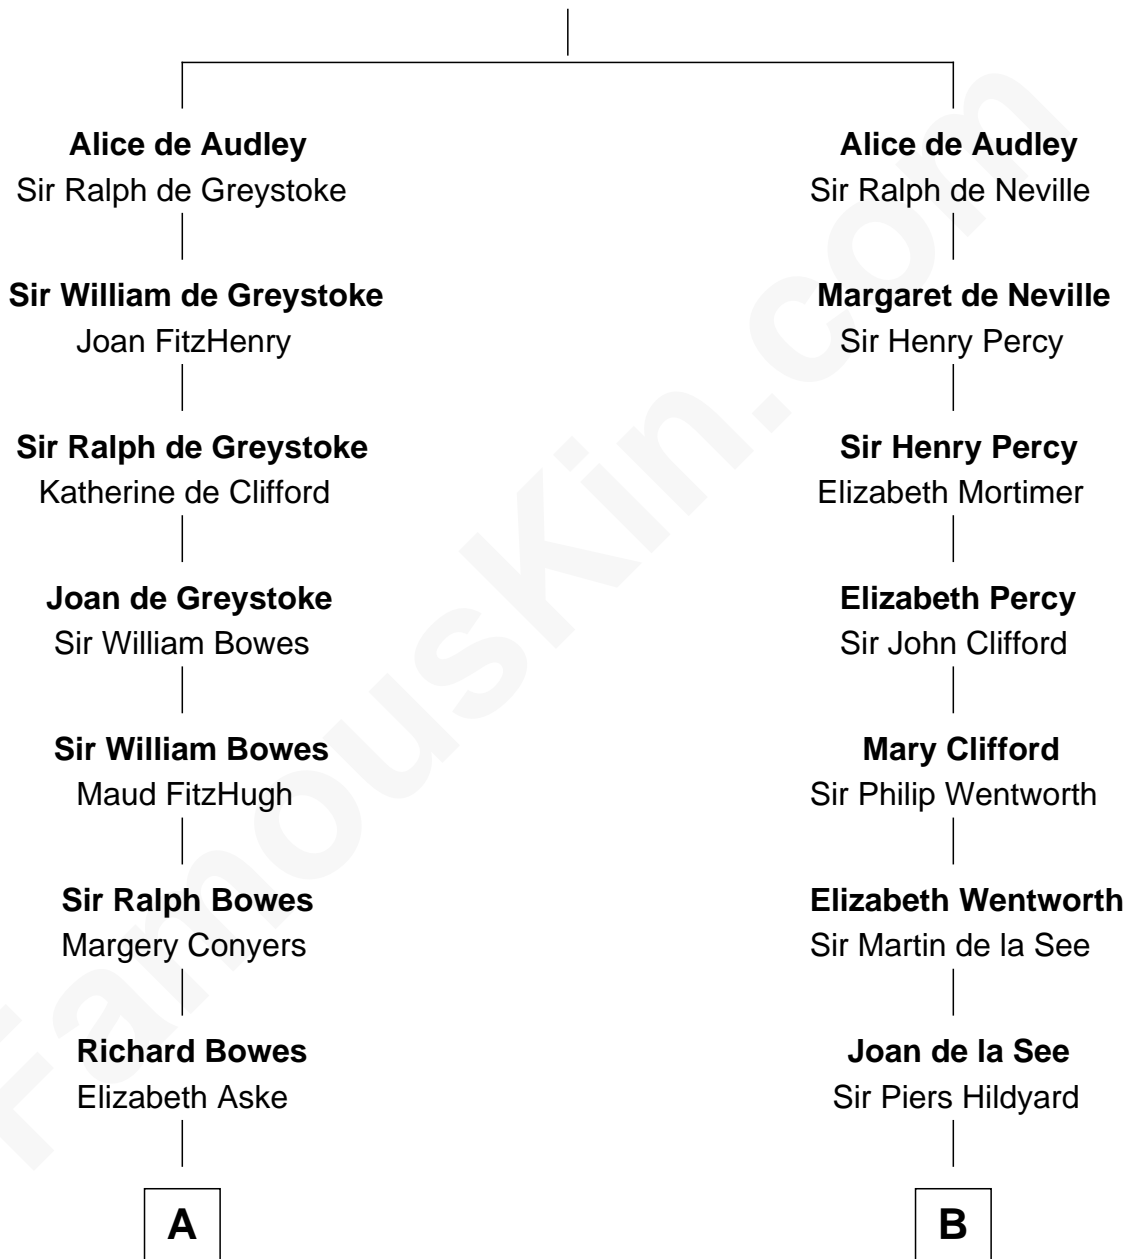 Alice de Audley
Sir Ralph de Greystoke
Sir William de Greystoke
Joan FitzHenry
Sir Ralph de Greystoke
Katherine de Clifford
Joan de Greystoke
Sir William Bowes
Sir William Bowes
Maud FitzHugh
Sir Ralph Bowes
Margery Conyers
Richard Bowes
Elizabeth Aske
A
Alice de Audley
Sir Ralph de Neville
Margaret de Neville
Sir Henry Percy
Sir Henry Percy
Elizabeth Mortimer
Elizabeth Percy
Sir John Clifford
Mary Clifford
Sir Philip Wentworth
Elizabeth Wentworth
Sir Martin de la See
Joan de la See
Sir Piers Hildyard
B
FamousKin.com